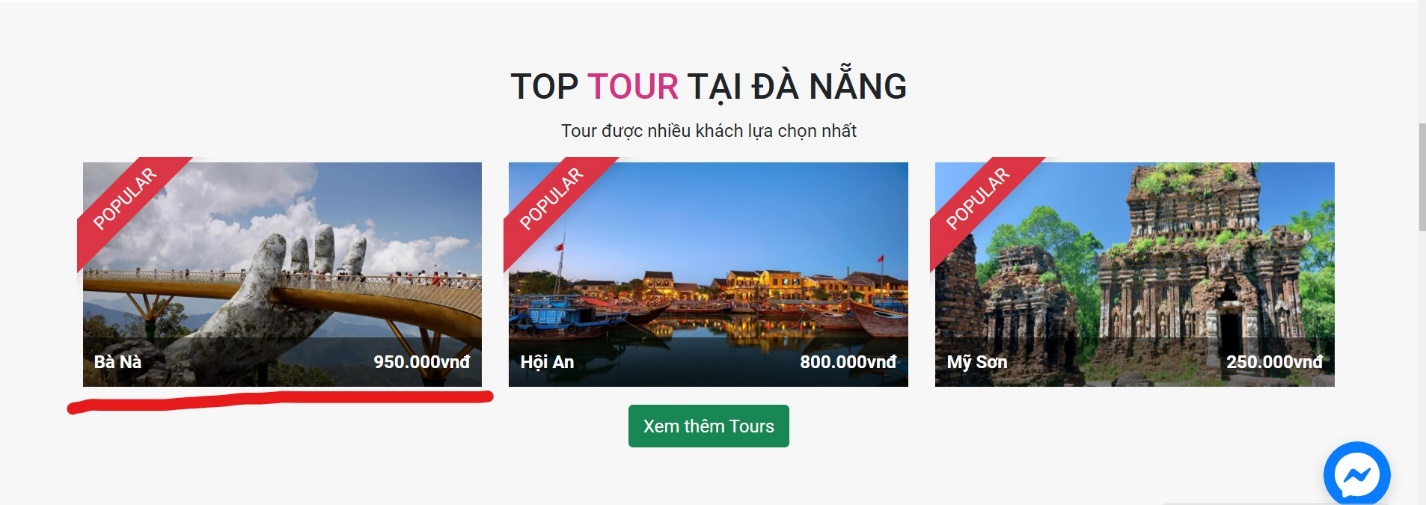 TOP TOUR TẠI ĐÀ NẴNG
Tour được nhiều khách lựa chọn nhất
POPULAR
POPULAR
POPULAR
Bà Nà 950.000vnđ
Hội An 800.000vnđ
Mỹ Sơn 250.000vnđ
Xem thêm Tours